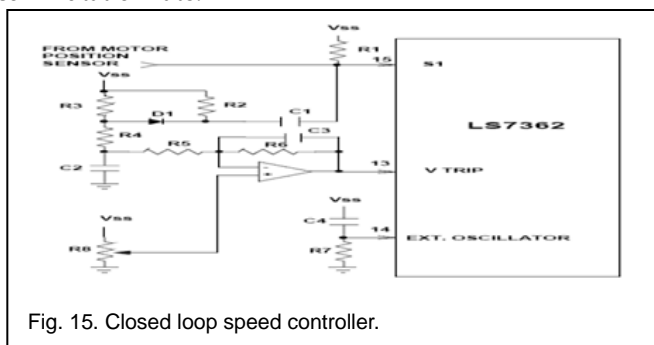 Vss
FROM MOTOR
POSITION
SENSOR
R1
15
S1
Vss
R3
D1
R2
C1
C3
LS7362
R4
R5
R6
C2
13
V TRIP
-
+
Vss
Vss
C4
14
EXT. OSCILLATOR
R8
R7
Fig. 15. Closed loop speed controller.